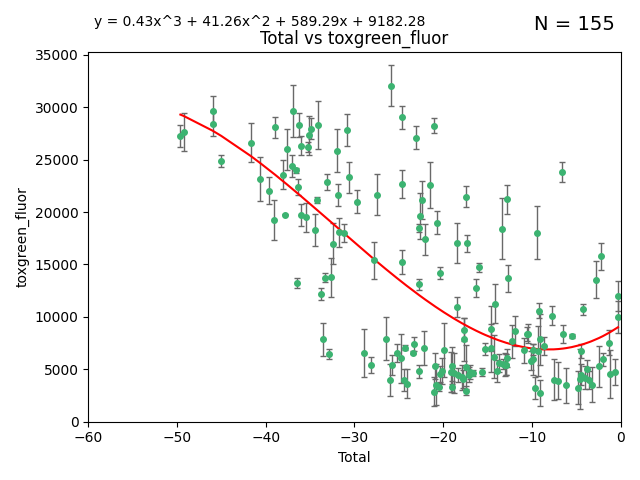 y = 0.43x^3 + 41.26x^2 + 589.29x + 9182.28
N = 155
Total vs toxgreen_fluor
35000
30000
25000
20000
15000
10000
5000
0
toxgreen_fluor
−60 −50 −40 −30 −20 −10 0
Total